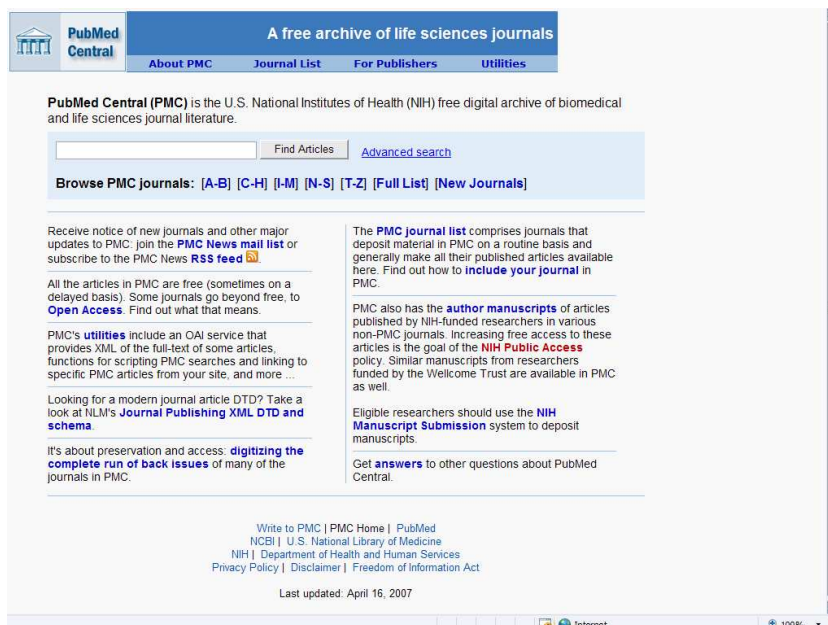 PubMed
Central
A free archive of life sciences journals
About PMC Journal List For Publishers Utilities
PubMed Central (PMC) is the U.S. National Institutes of Health (NIH) free digital archive of biomedical
and life sciences journal literature.
Find Articles Advanced search
Browse PMC journals: [A-B] [C-H] [I-M] [N-S] [T-Z] [Full List] [New Journals]
Receive notice of new journals and other major
updates to PMC: join the PMC News mail list or
subscribe to the PMC News RSS feed .
All the articles in PMC are free (sometimes on a
delayed basis). Some journals go beyond free, to
Open Access. Find out what that means.
PMC's utilities include an OAI service that
provides XML of the full-text of some articles,
functions for scripting PMC searches and linking to
specific PMC articles from your site, and more ...
Looking for a modern journal article DTD? Take a
look at NLM's Journal Publishing XML DTD and
schema.
It's about preservation and access: digitizing the
complete run of back issues of many of the
journals in PMC.
The PMC journal list comprises journals that
deposit material in PMC on a routine basis and
generally make all their published articles available
here. Find out how to include your journal in
PMC.
PMC also has the author manuscripts of articles
published by NIH-funded researchers in various
non-PMC journals. Increasing free access to these
articles is the goal of the NIH Public Access
policy. Similar manuscripts from researchers
funded by the Wellcome Trust are available in PMC
as well.
Eligible researchers should use the NIH
Manuscript Submission system to deposit
manuscripts.
Get answers to other questions about PubMed
Central.
Write to PMC | PMC Home | PubMed
NCBI | U.S. National Library of Medicine
NIH | Department of Health and Human Services
Privacy Policy | Disclaimer | Freedom of Information Act
Last updated: April 16, 2007
Internet 100%